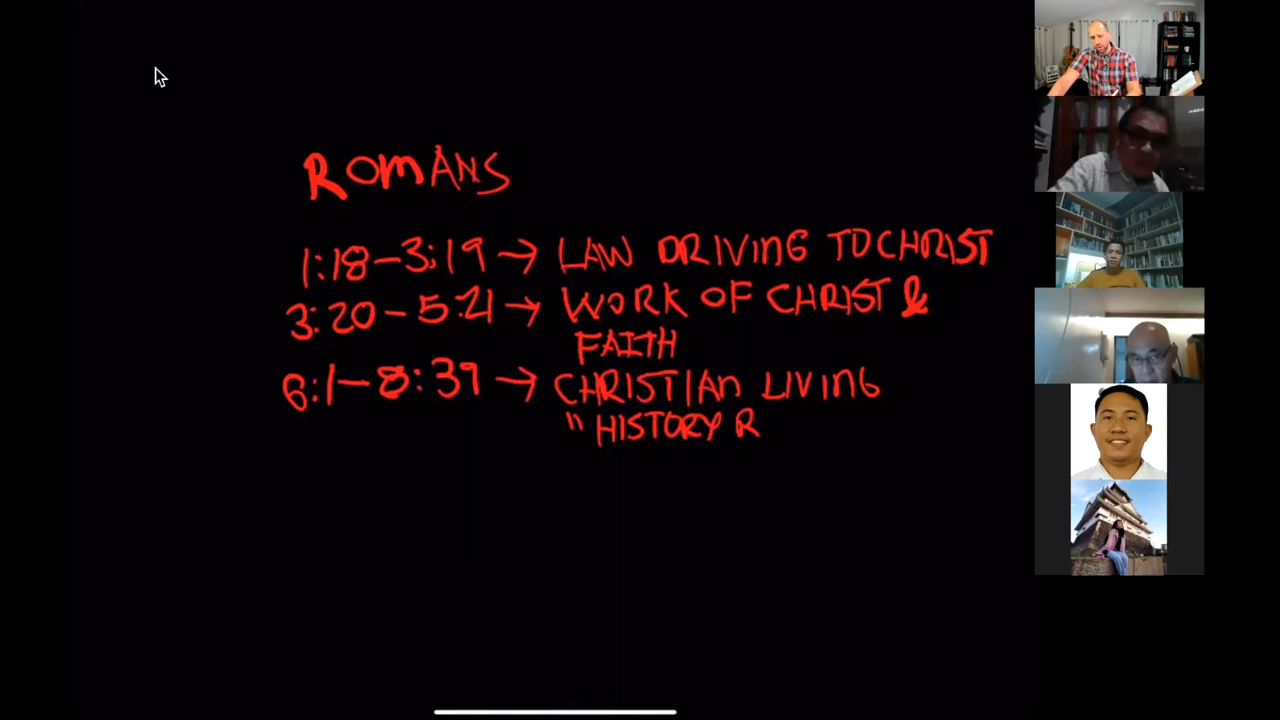 ROMANS
1:18-3:19 → LAW DRIVING TO CHRIST
3:20-5:21 → WORK OF CHRIST &
FAITH
6:1-8:39 → CHRISTIAN LIVING
" HISTORY R